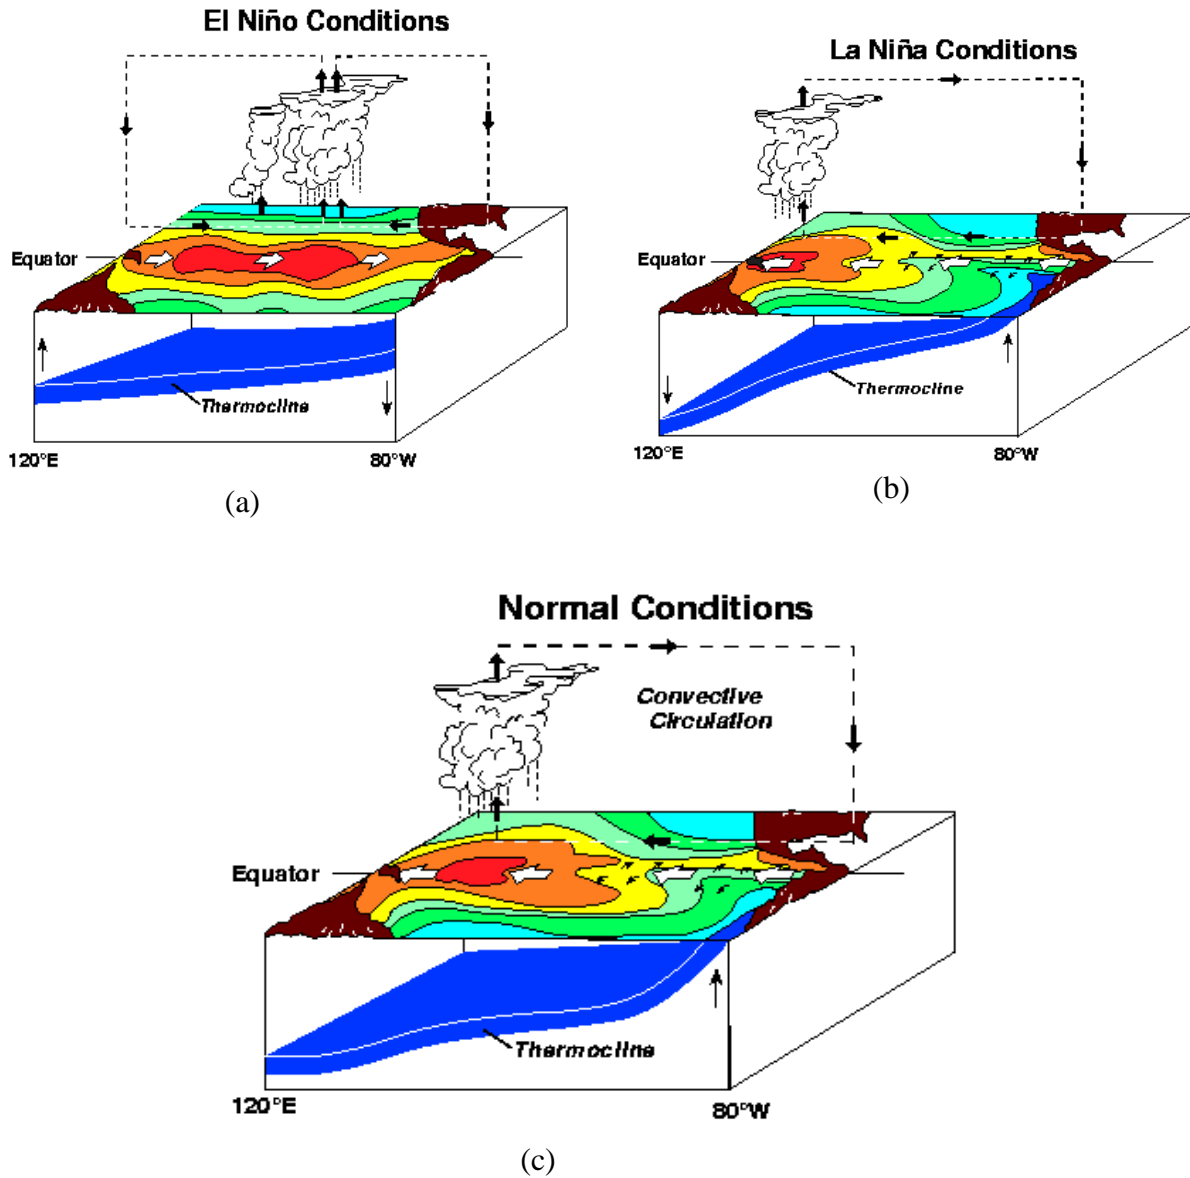 El Niño Conditions
Equator
Thermocline
120°E
80°W
(a)
La Niña Conditions
Equator
Thermocline
120°E
80°W
(b)
Normal Conditions
Convective
Circulation
Equator
Thermocline
120°E
80°W
(c)